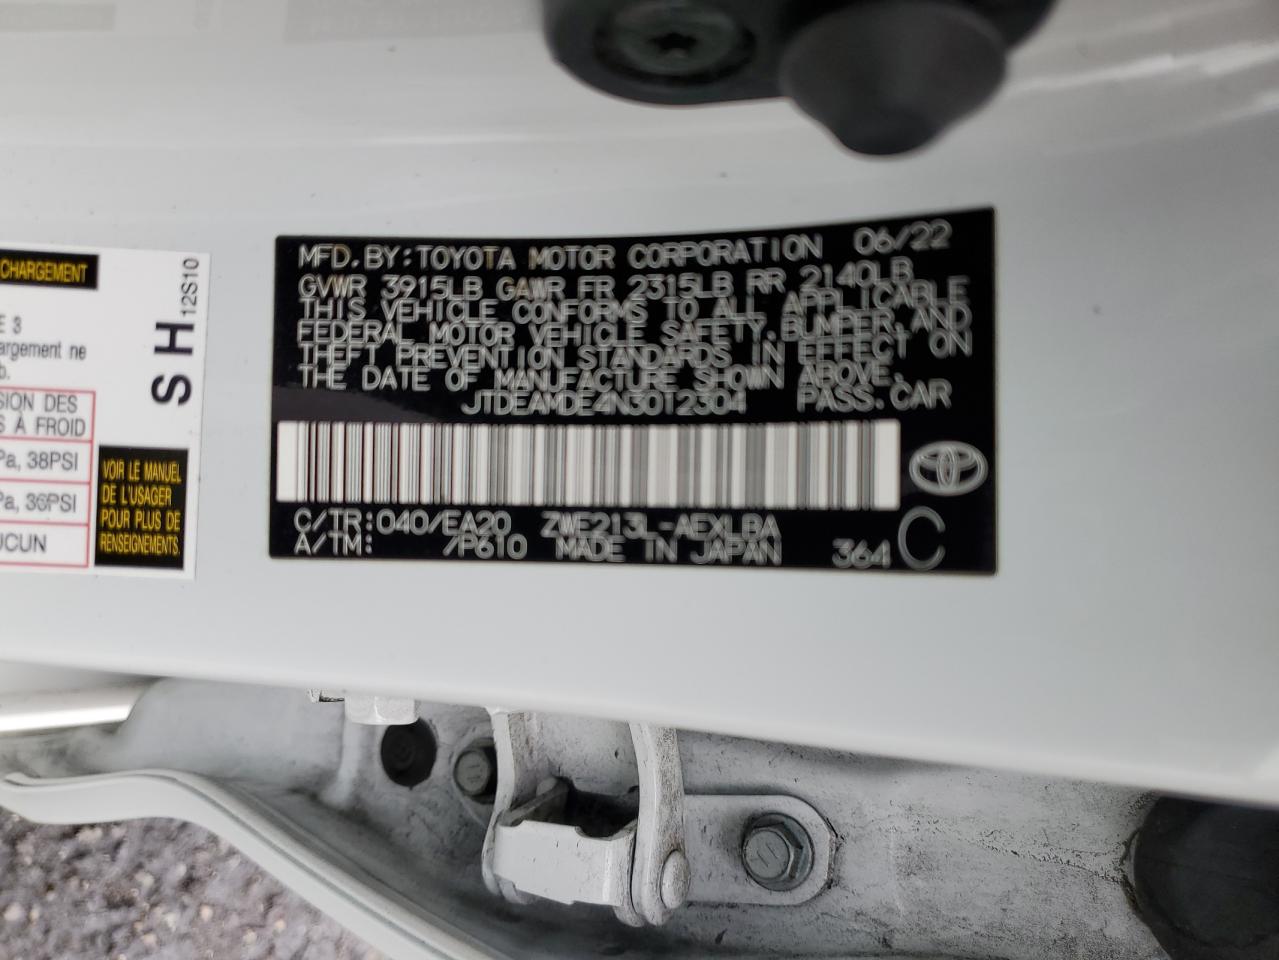 CHARGEMENT
E 3
argement ne
b.
SION DES
S À FROID
Pa, 38PSI
Pa, 36PSI
UCUN
SH
12S10
VOIR LE MANUEL
DE L'USAGER
POUR PLUS DE
RENSEIGNEMENTS.
MFD.BY:TOYOTA MOTOR CORPORATION 06/22
GVWR 3915LB GAWR FR 2315LB RR 2140LB
THIS VEHICLE CONFORMS TO ALL APPLICABLE
FEDERAL MOTOR VEHICLE SAFETY,BUMPER,AND
THEFT PREVENTION STANDARDS IN EFFECT ON
THE DATE OF MANUFACTURE SHOWN ABOVE.
JTDEAMDE4N3012304 PASS.CAR
C/TR:040/EA20 ZWE213L-AEXLBA
A/TM: /P610 MADE IN JAPAN 364 C